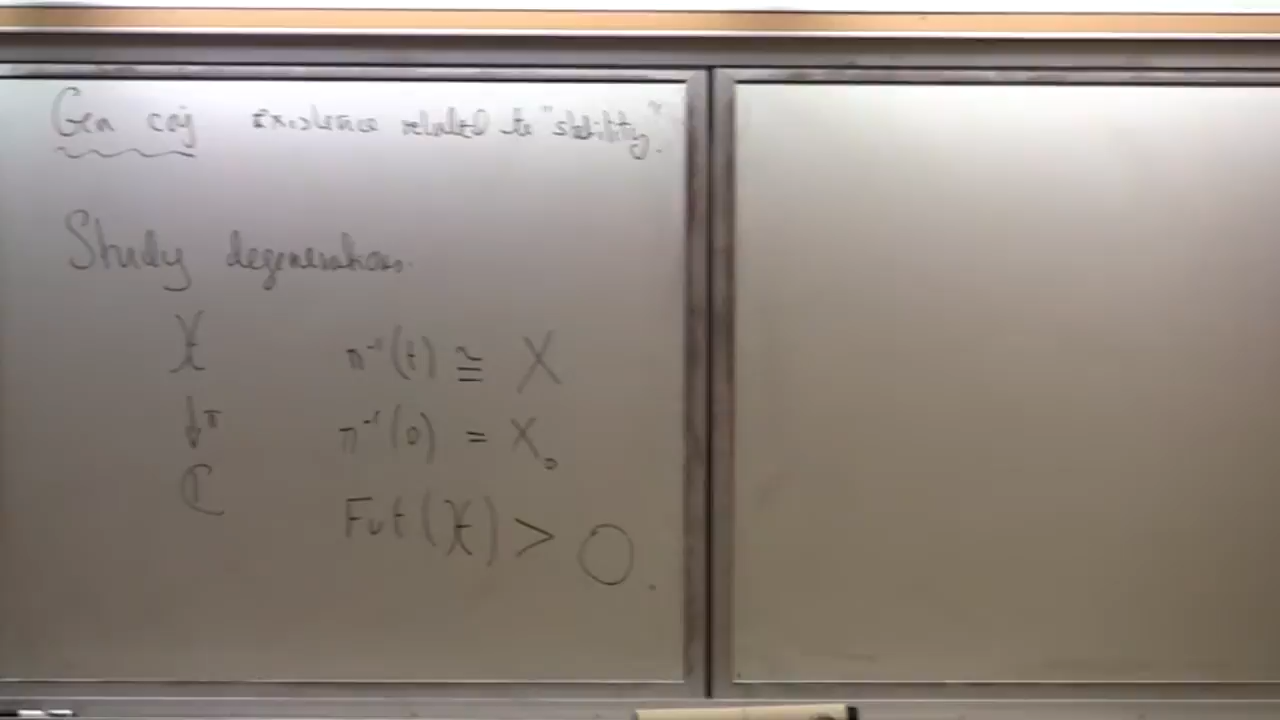 Gen conj existence related to "stability".
Study degenerations.
𝒳 π⁻¹(t) ≅ X
↓π π⁻¹(0) = X₀
ℂ
Fut(𝒳) > 0.